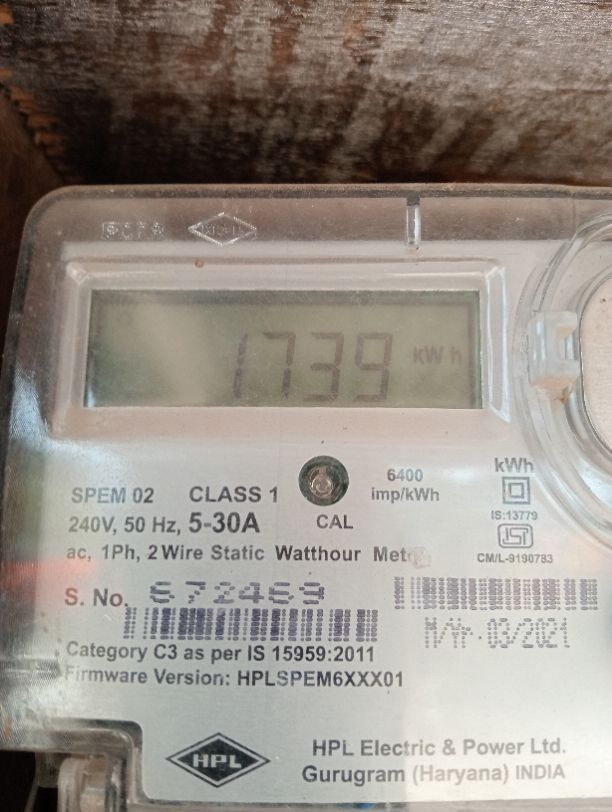 1739 kWh
SPEM 02 CLASS 1
6400
imp/kWh
kWh
240V, 50 Hz, 5-30A
CAL
IS:13779
ISI
ac, 1Ph, 2 Wire Static Watthour Meter
CM/L-9190783
S. No. 672469
M/Yr.03/2021
Category C3 as per IS 15959:2011
Firmware Version: HPLSPEM6XXX01
HPL
HPL Electric & Power Ltd.
Gurugram (Haryana) INDIA